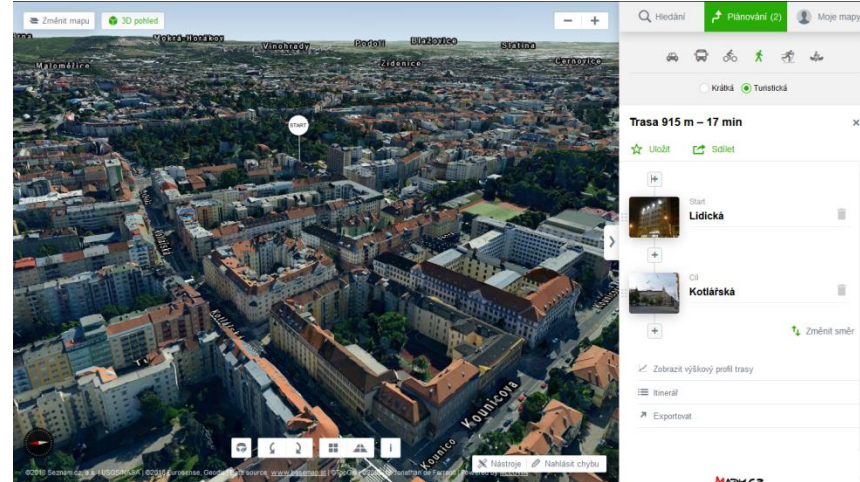 Změnit mapu
3D pohled
Hledání
Plánování (2)
Moje mapy
Mokrá-Horákov
Vinohrady
Podolí
Blažovice
Slatina
Maloměřice
Židenice
Černovice
START
Krátká
Turistická
Trasa 915 m – 17 min
Uložit
Sdílet
Start
Lidická
Cíl
Kotlářská
Změnit směr
Zobrazit výškový profil trasy
Itinerář
Exportovat
Kotlářská
Kounicova
Kounico
Nástroje
Nahlásit chybu